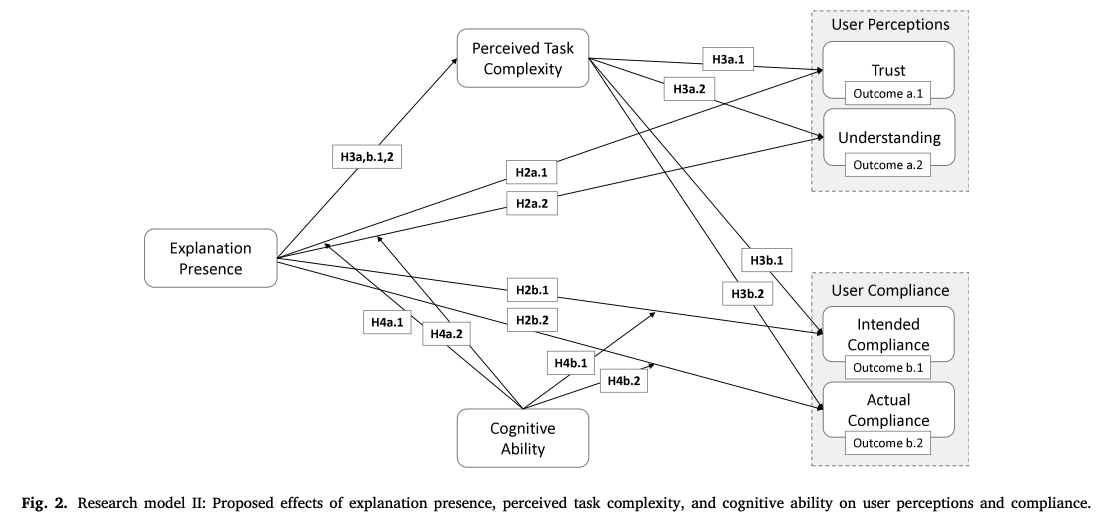 User Perceptions
Perceived Task
Complexity
H3a.1
Trust
H3a.2
Outcome a.1
Understanding
H3a,b.1,2
Outcome a.2
H2a.1
H2a.2
Explanation
Presence
H3b.1
H2b.1
H3b.2
User Compliance
H2b.2
H4a.1
H4a.2
Intended
Compliance
H4b.1
Outcome b.1
H4b.2
Actual
Compliance
Cognitive
Ability
Outcome b.2
Fig. 2. Research model II: Proposed effects of explanation presence, perceived task complexity, and cognitive ability on user perceptions and compliance.